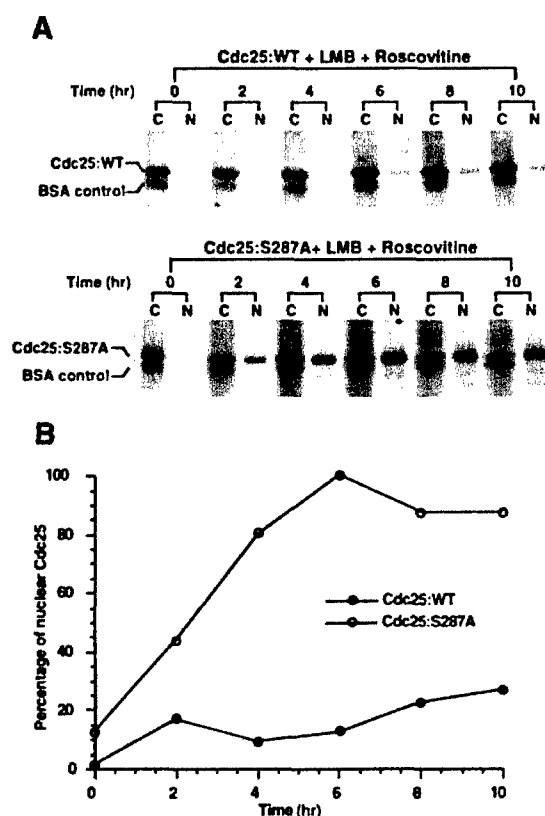 A
Cdc25:WT + LMB + Roscovitine
Time (hr) 0 2 4 6 8 10
C N C N C N C N C N C N
Cdc25:WT
BSA control
Cdc25:S287A+ LMB + Roscovitine
Time (hr) 0 2 4 6 8 10
C N C N C N C N C N C N
Cdc25:S287A
BSA control
B
Percentage of nuclear Cdc25
100
80
60
40
20
0
Cdc25:WT
Cdc25:S287A
0 2 4 6 8 10
Time (hr)